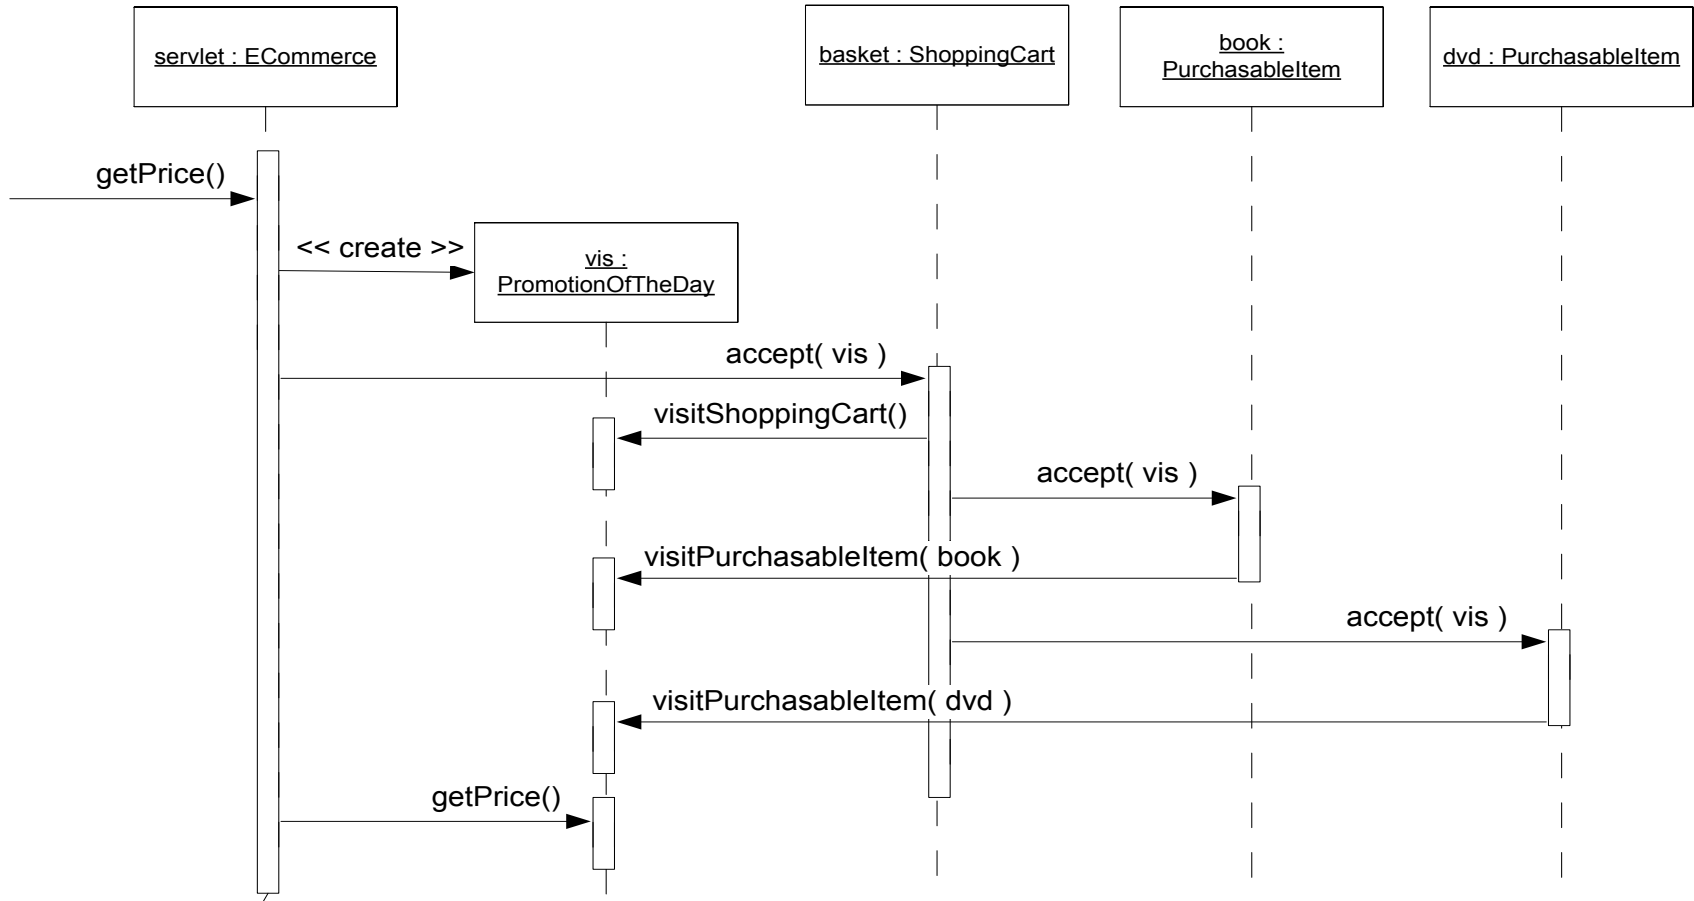 servlet : ECommerce
basket : ShoppingCart
book :
PurchasableItem
dvd : PurchasableItem
getPrice()
<< create >>
vis :
PromotionOfTheDay
accept( vis )
visitShoppingCart()
accept( vis )
visitPurchasableItem( book )
accept( vis )
visitPurchasableItem( dvd )
getPrice()